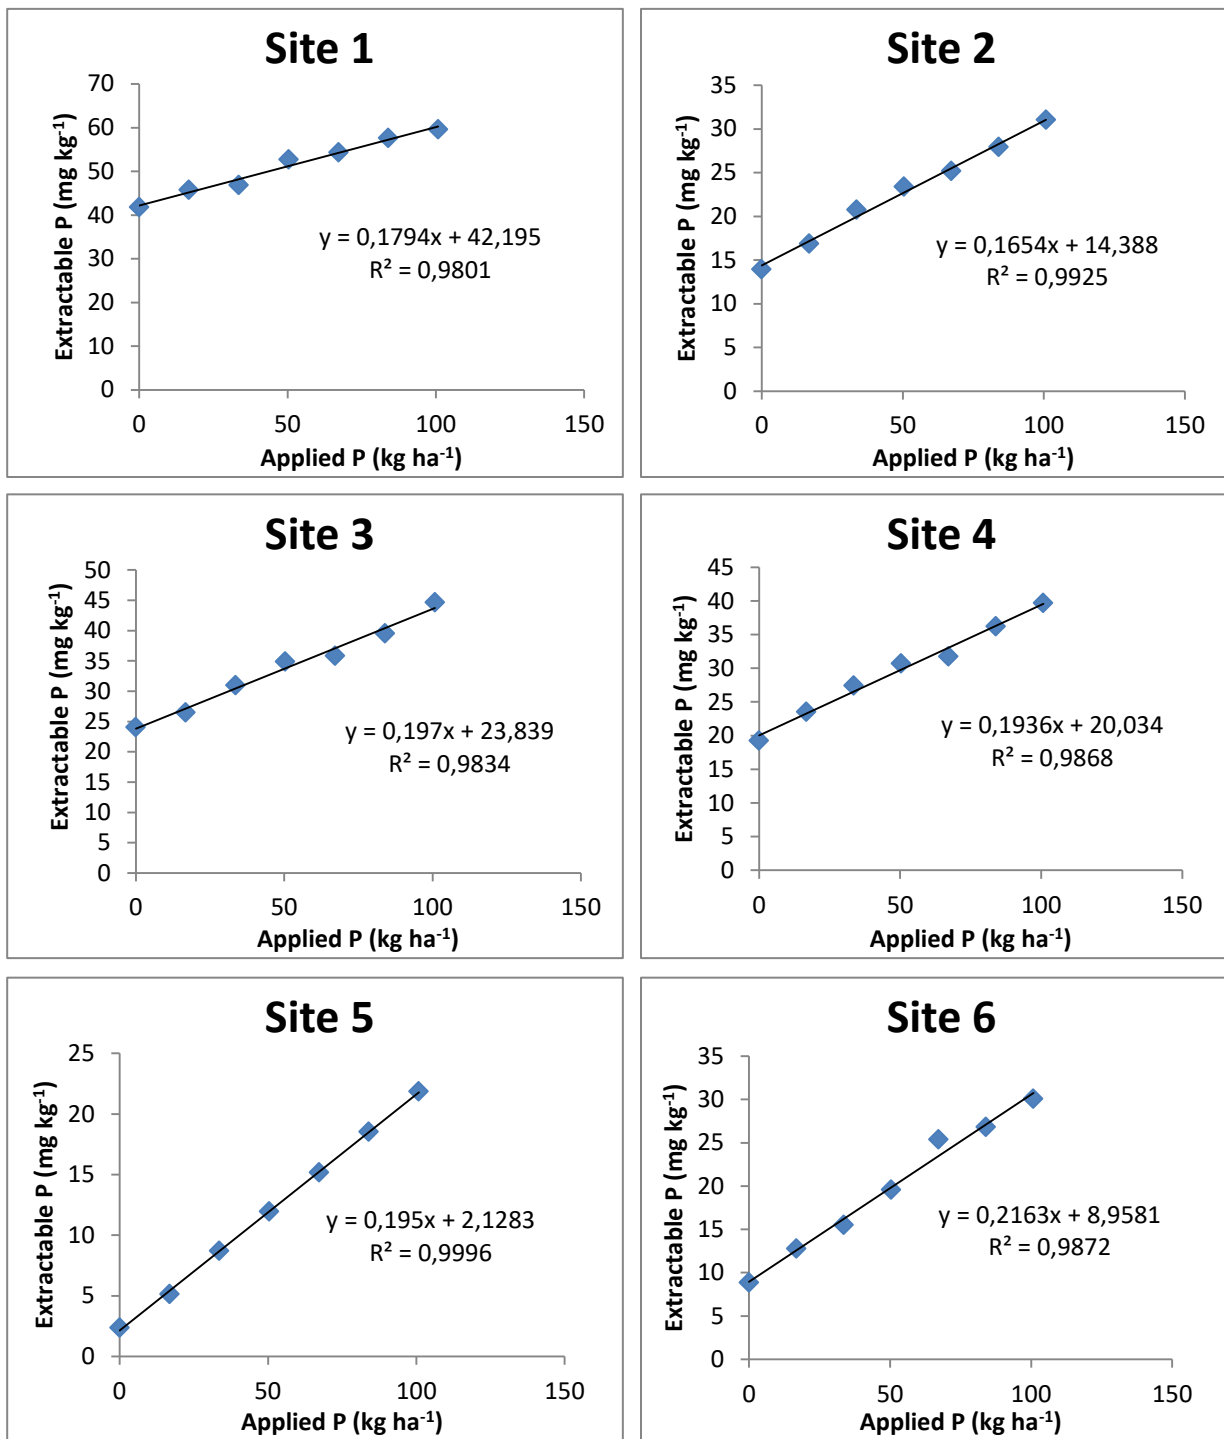 Site 1
Extractable P (mg kg⁻¹)
70
60
50
40
30
20
10
0
y = 0,1794x + 42,195
R² = 0,9801
0 50 100 150
Applied P (kg ha⁻¹)
Site 2
Extractable P (mg kg⁻¹)
35
30
25
20
15
10
5
0
y = 0,1654x + 14,388
R² = 0,9925
0 50 100 150
Applied P (kg ha⁻¹)
Site 3
Extractable P (mg kg⁻¹)
50
45
40
35
30
25
20
15
10
5
0
y = 0,197x + 23,839
R² = 0,9834
0 50 100 150
Applied P (kg ha⁻¹)
Site 4
Extractable P (mg kg⁻¹)
45
40
35
30
25
20
15
10
5
0
y = 0,1936x + 20,034
R² = 0,9868
0 50 100 150
Applied P (kg ha⁻¹)
Site 5
Extractable P (mg kg⁻¹)
25
20
15
10
5
0
y = 0,195x + 2,1283
R² = 0,9996
0 50 100 150
Applied P (kg ha⁻¹)
Site 6
Extractable P (mg kg⁻¹)
35
30
25
20
15
10
5
0
y = 0,2163x + 8,9581
R² = 0,9872
0 50 100 150
Applied P (kg ha⁻¹)